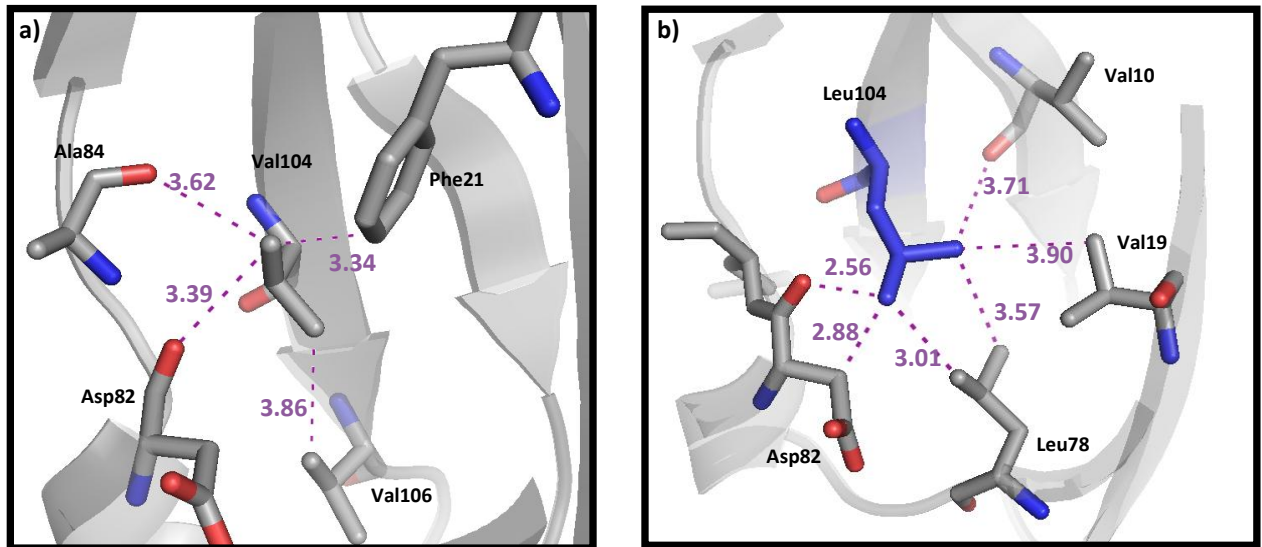 a)
Ala84
Val104
3.62
Phe21
3.34
3.39
Asp82
3.86
Val106
b)
Val10
Leu104
3.71
Val19
2.56
3.90
2.88
3.57
3.01
Asp82
Leu78